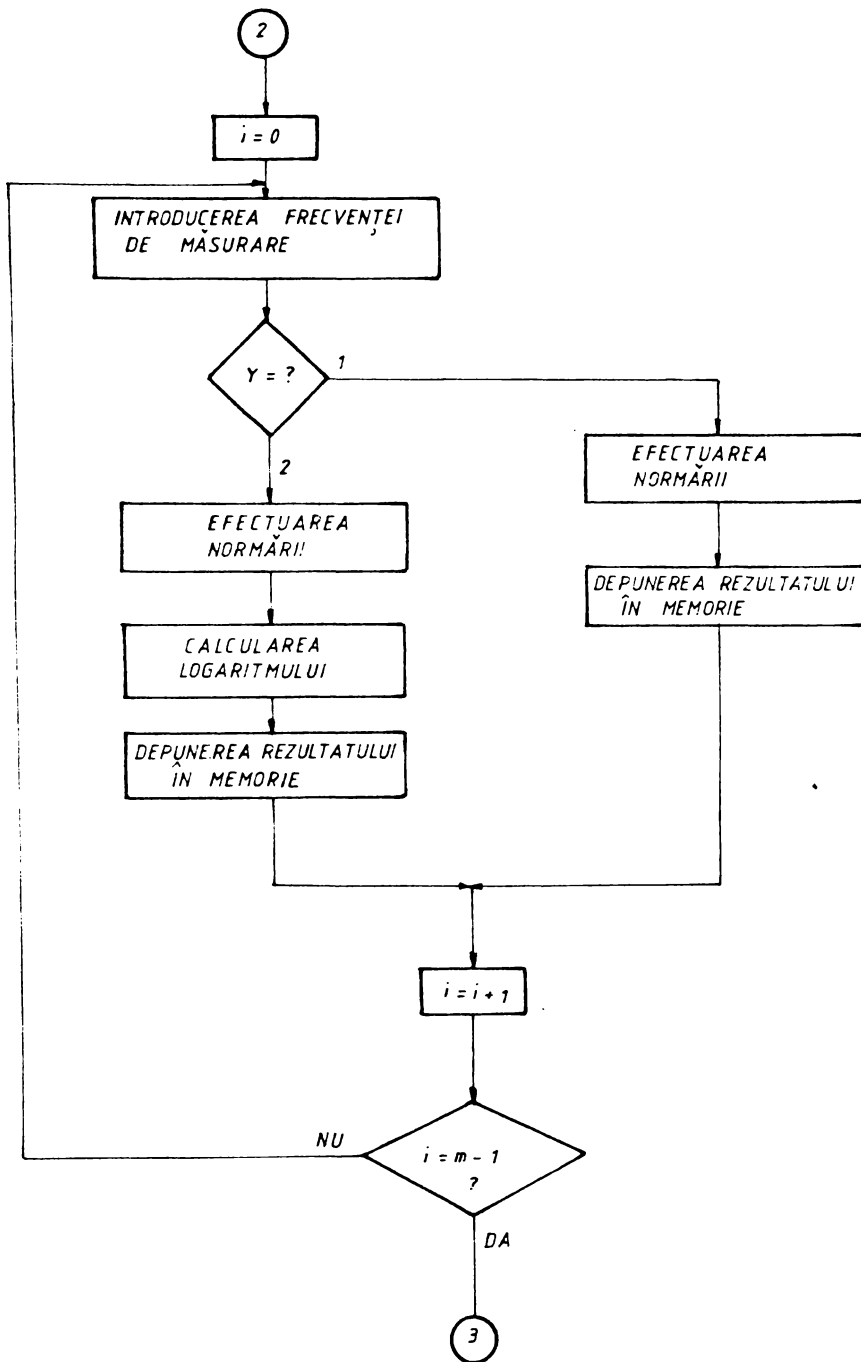 2
i = 0
INTRODUCEREA FRECVENȚEI
DE MĂSURARE
Y = ?
1
2
EFECTUAREA
NORMĂRII
EFECTUAREA
NORMĂRII
CALCULAREA
LOGARITMULUI
DEPUNEREA REZULTATULUI
ÎN MEMORIE
DEPUNEREA REZULTATULUI
ÎN MEMORIE
i = i + 1
NU
i = m - 1
?
DA
3